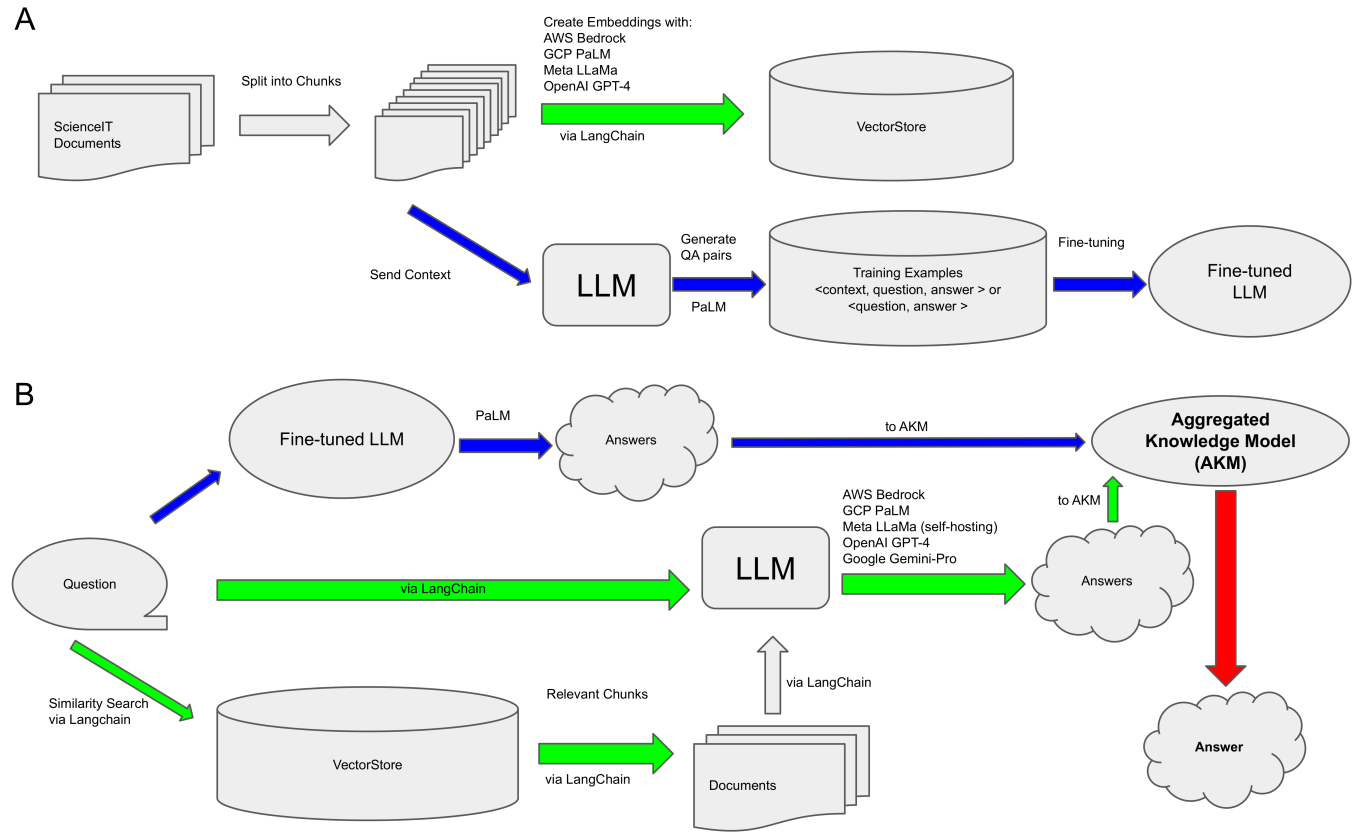 A
Create Embeddings with:
AWS Bedrock
GCP PaLM
Meta LLaMa
OpenAI GPT-4
Split into Chunks
ScienceIT
Documents
via LangChain
VectorStore
Send Context
LLM
Generate
QA pairs
PaLM
Training Examples
<context, question, answer > or
<question, answer >
Fine-tuning
Fine-tuned
LLM
B
Fine-tuned LLM
PaLM
Answers
to AKM
Aggregated
Knowledge Model
(AKM)
Question
via LangChain
LLM
AWS Bedrock
GCP PaLM
Meta LLaMa (self-hosting)
OpenAI GPT-4
Google Gemini-Pro
to AKM
Answers
Similarity Search
via Langchain
VectorStore
Relevant Chunks
via LangChain
Documents
via LangChain
Answer